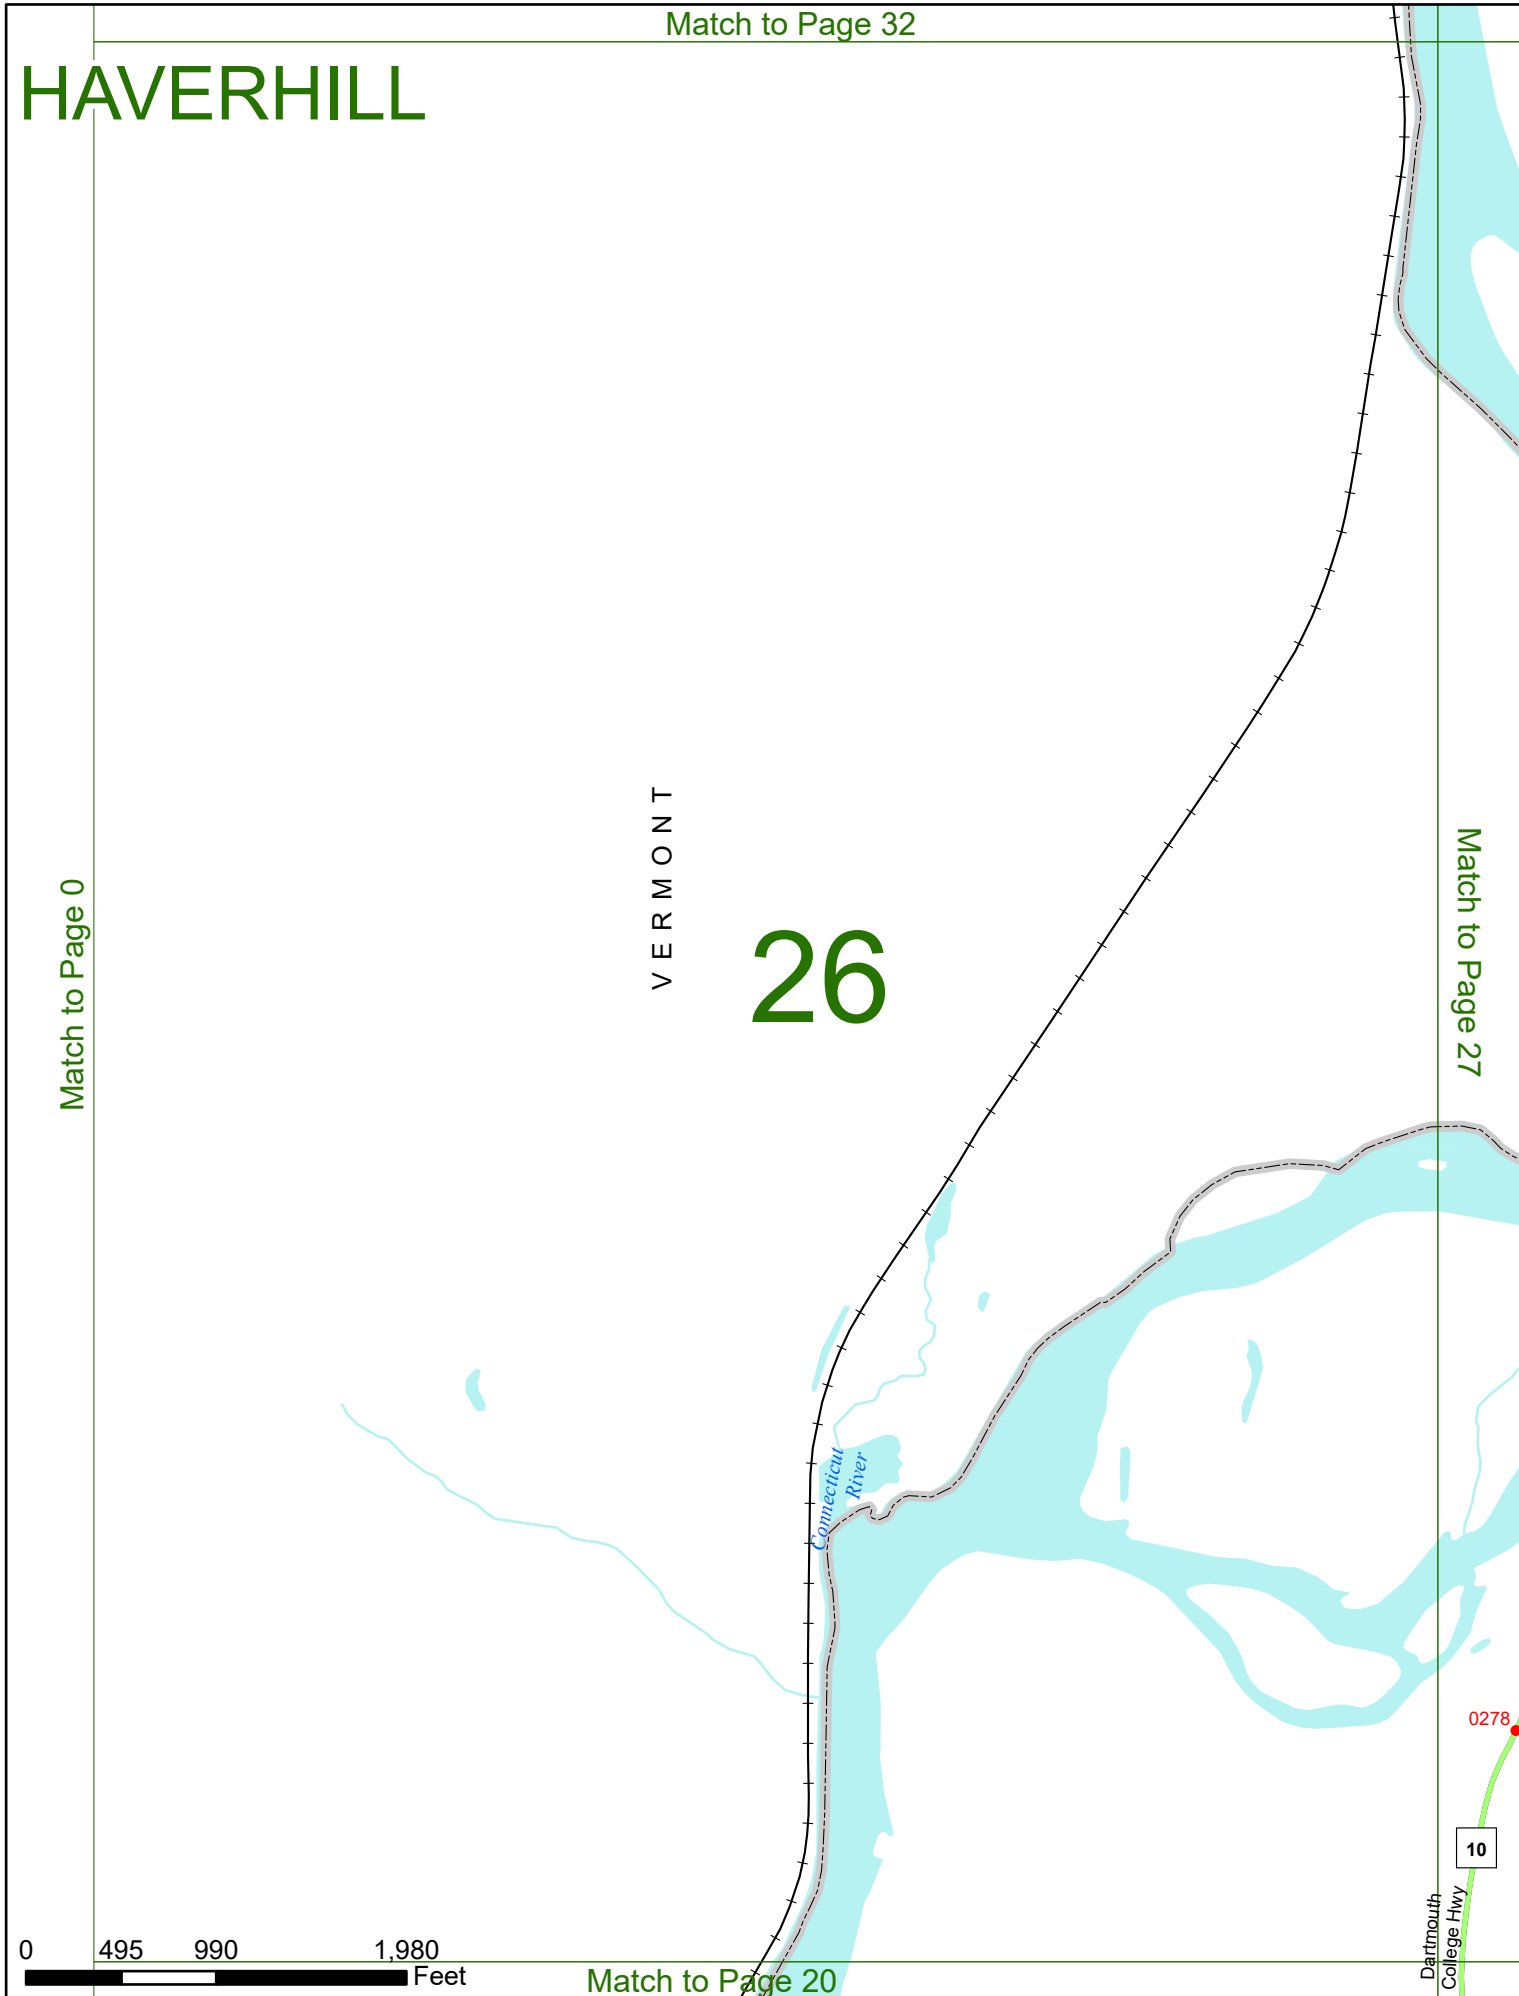 Match to Page 32
HAVERHILL
VERMONT
26
Match to Page 0
Match to Page 27
Connecticut
River
0278
10
Dartmouth
College Hwy
0 495 990 1,980
Feet
Match to Page 20